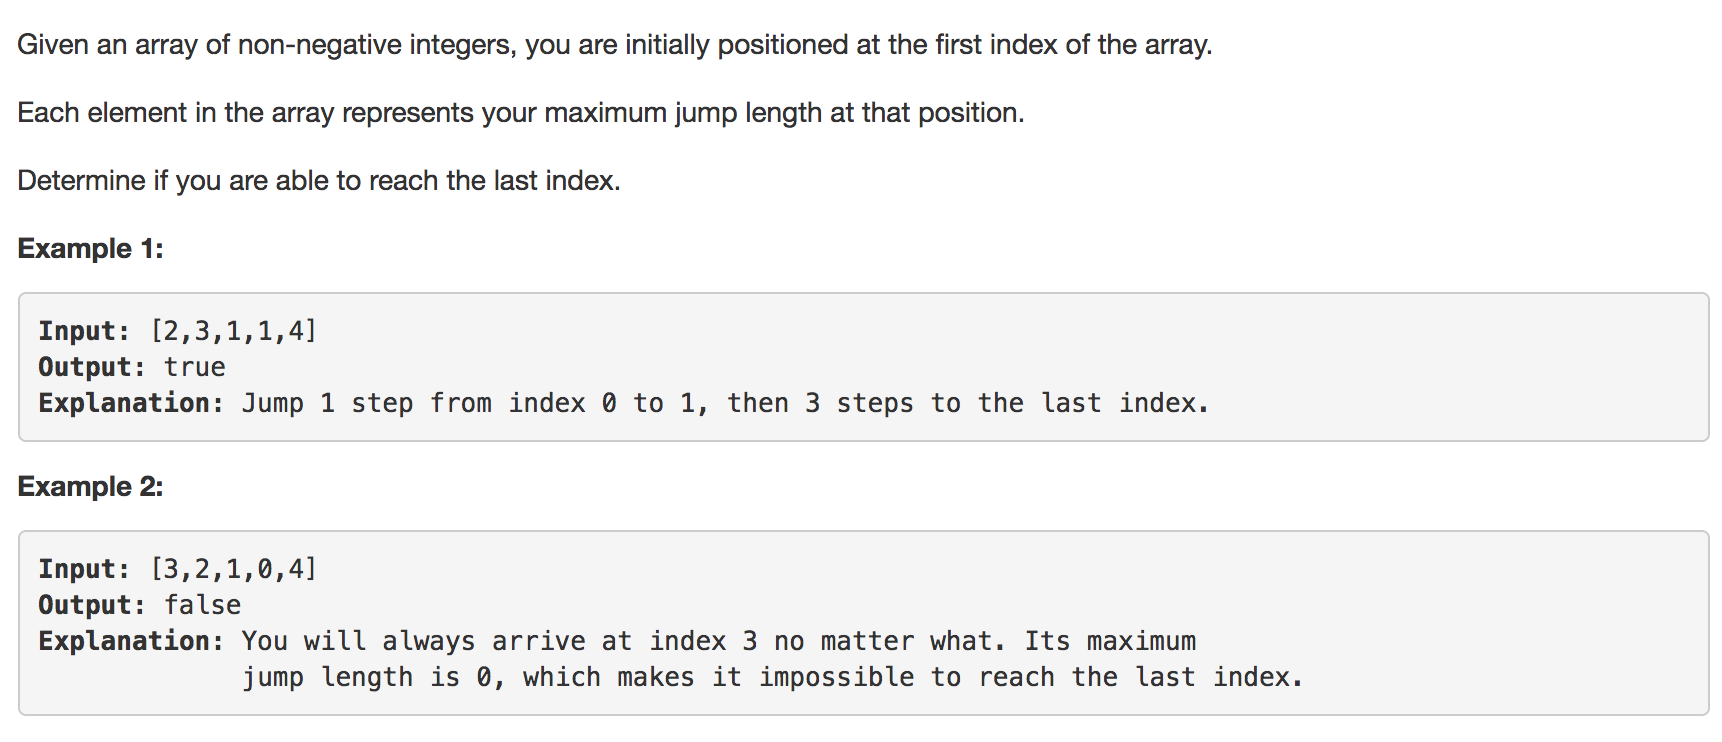 Given an array of non-negative integers, you are initially positioned at the first index of the array.
Each element in the array represents your maximum jump length at that position.
Determine if you are able to reach the last index.
Example 1:
Input: [2,3,1,1,4]
Output: true
Explanation: Jump 1 step from index 0 to 1, then 3 steps to the last index.
Example 2:
Input: [3,2,1,0,4]
Output: false
Explanation: You will always arrive at index 3 no matter what. Its maximum
jump length is 0, which makes it impossible to reach the last index.